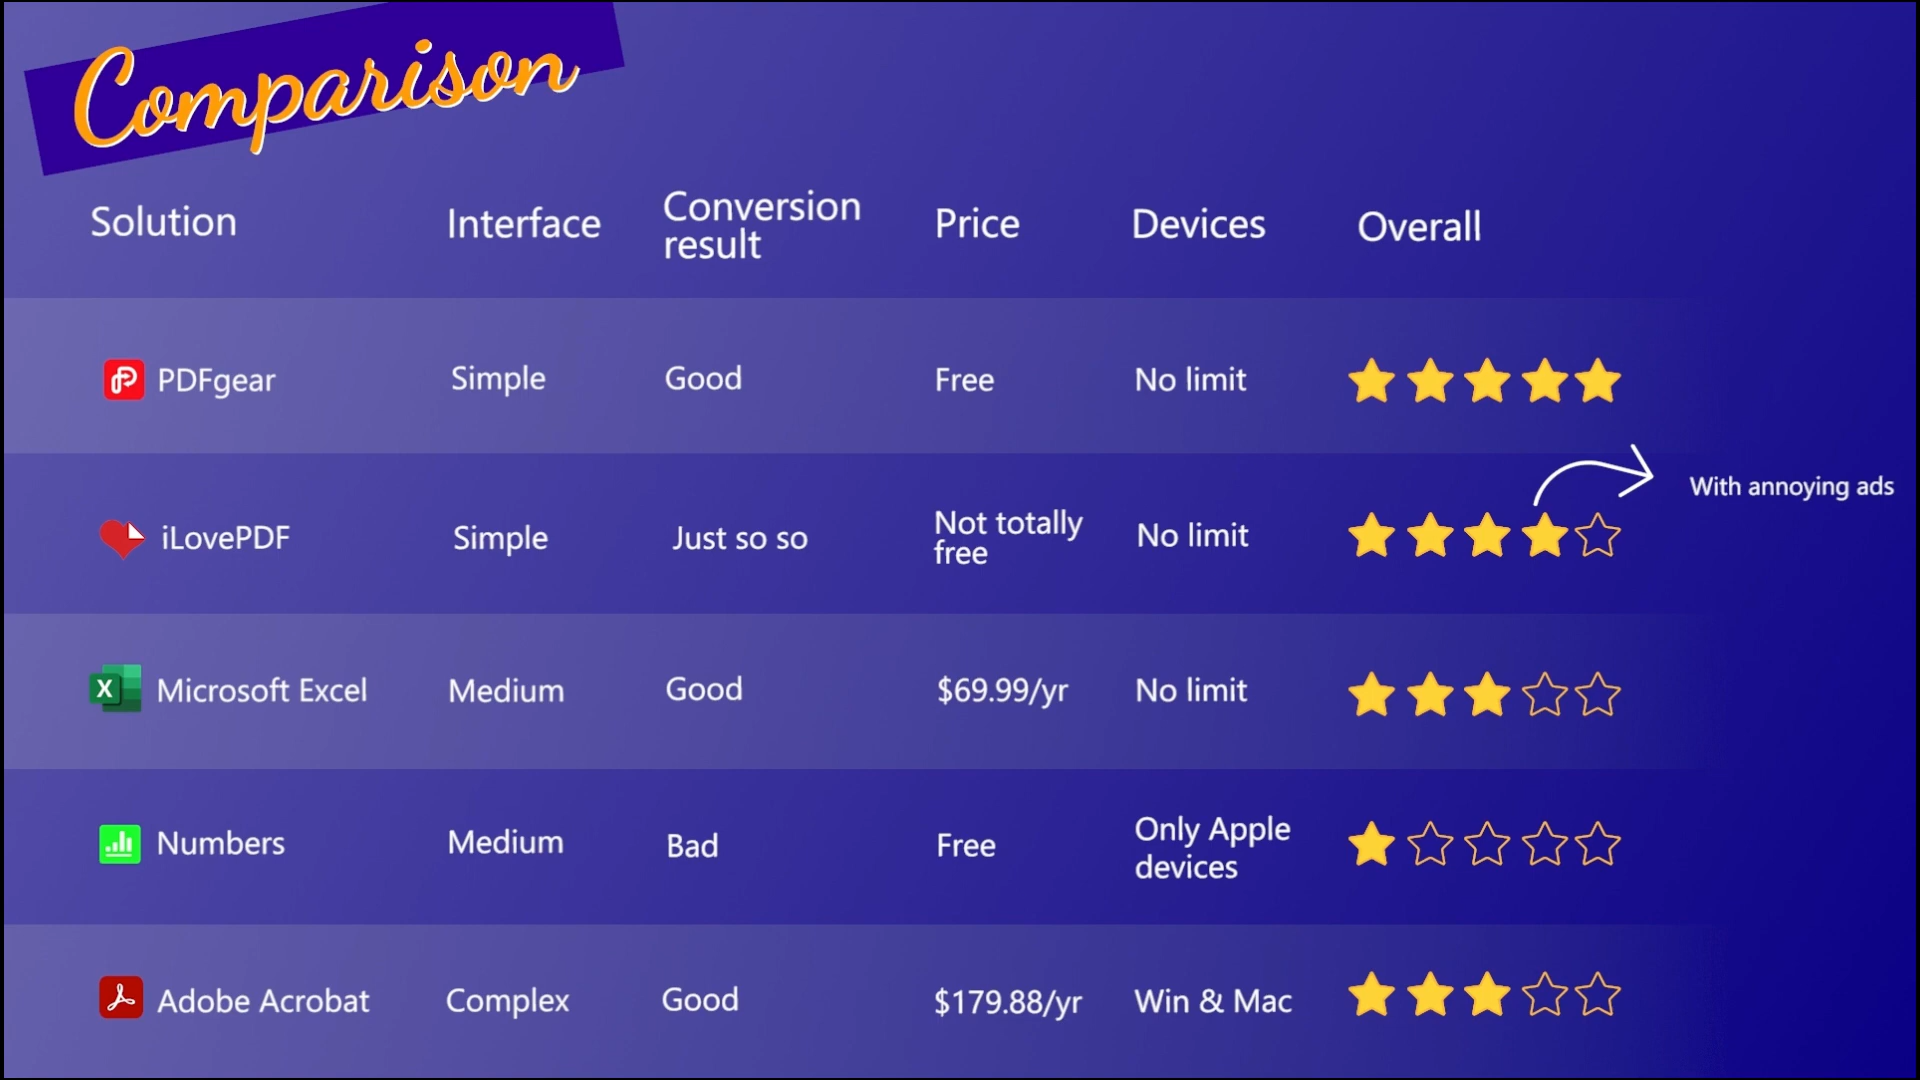 Comparison
Solution
Interface
Conversion
result
Price
Devices
Overall
PDFgear
Simple
Good
Free
No limit
With annoying ads
iLovePDF
Simple
Just so so
Not totally
free
No limit
X
Microsoft Excel
Medium
Good
$69.99/yr
No limit
Numbers
Medium
Bad
Free
Only Apple
devices
Adobe Acrobat
Complex
Good
$179.88/yr
Win & Mac